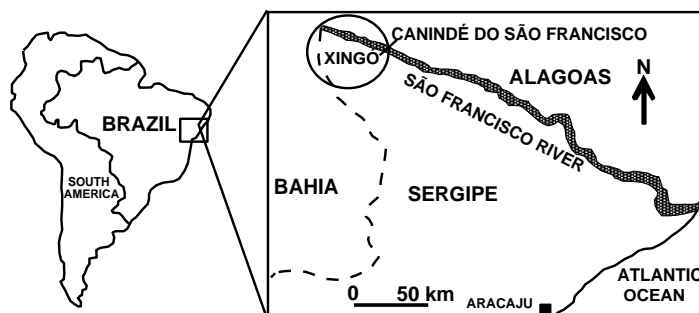 BRAZIL
SOUTH
AMERICA
CANINDÉ DO SÃO FRANCISCO
XINGO
ALAGOAS
N
SÃO FRANCISCO RIVER
BAHIA
SERGIPE
ATLANTIC
OCEAN
0 50 km
ARACAJU